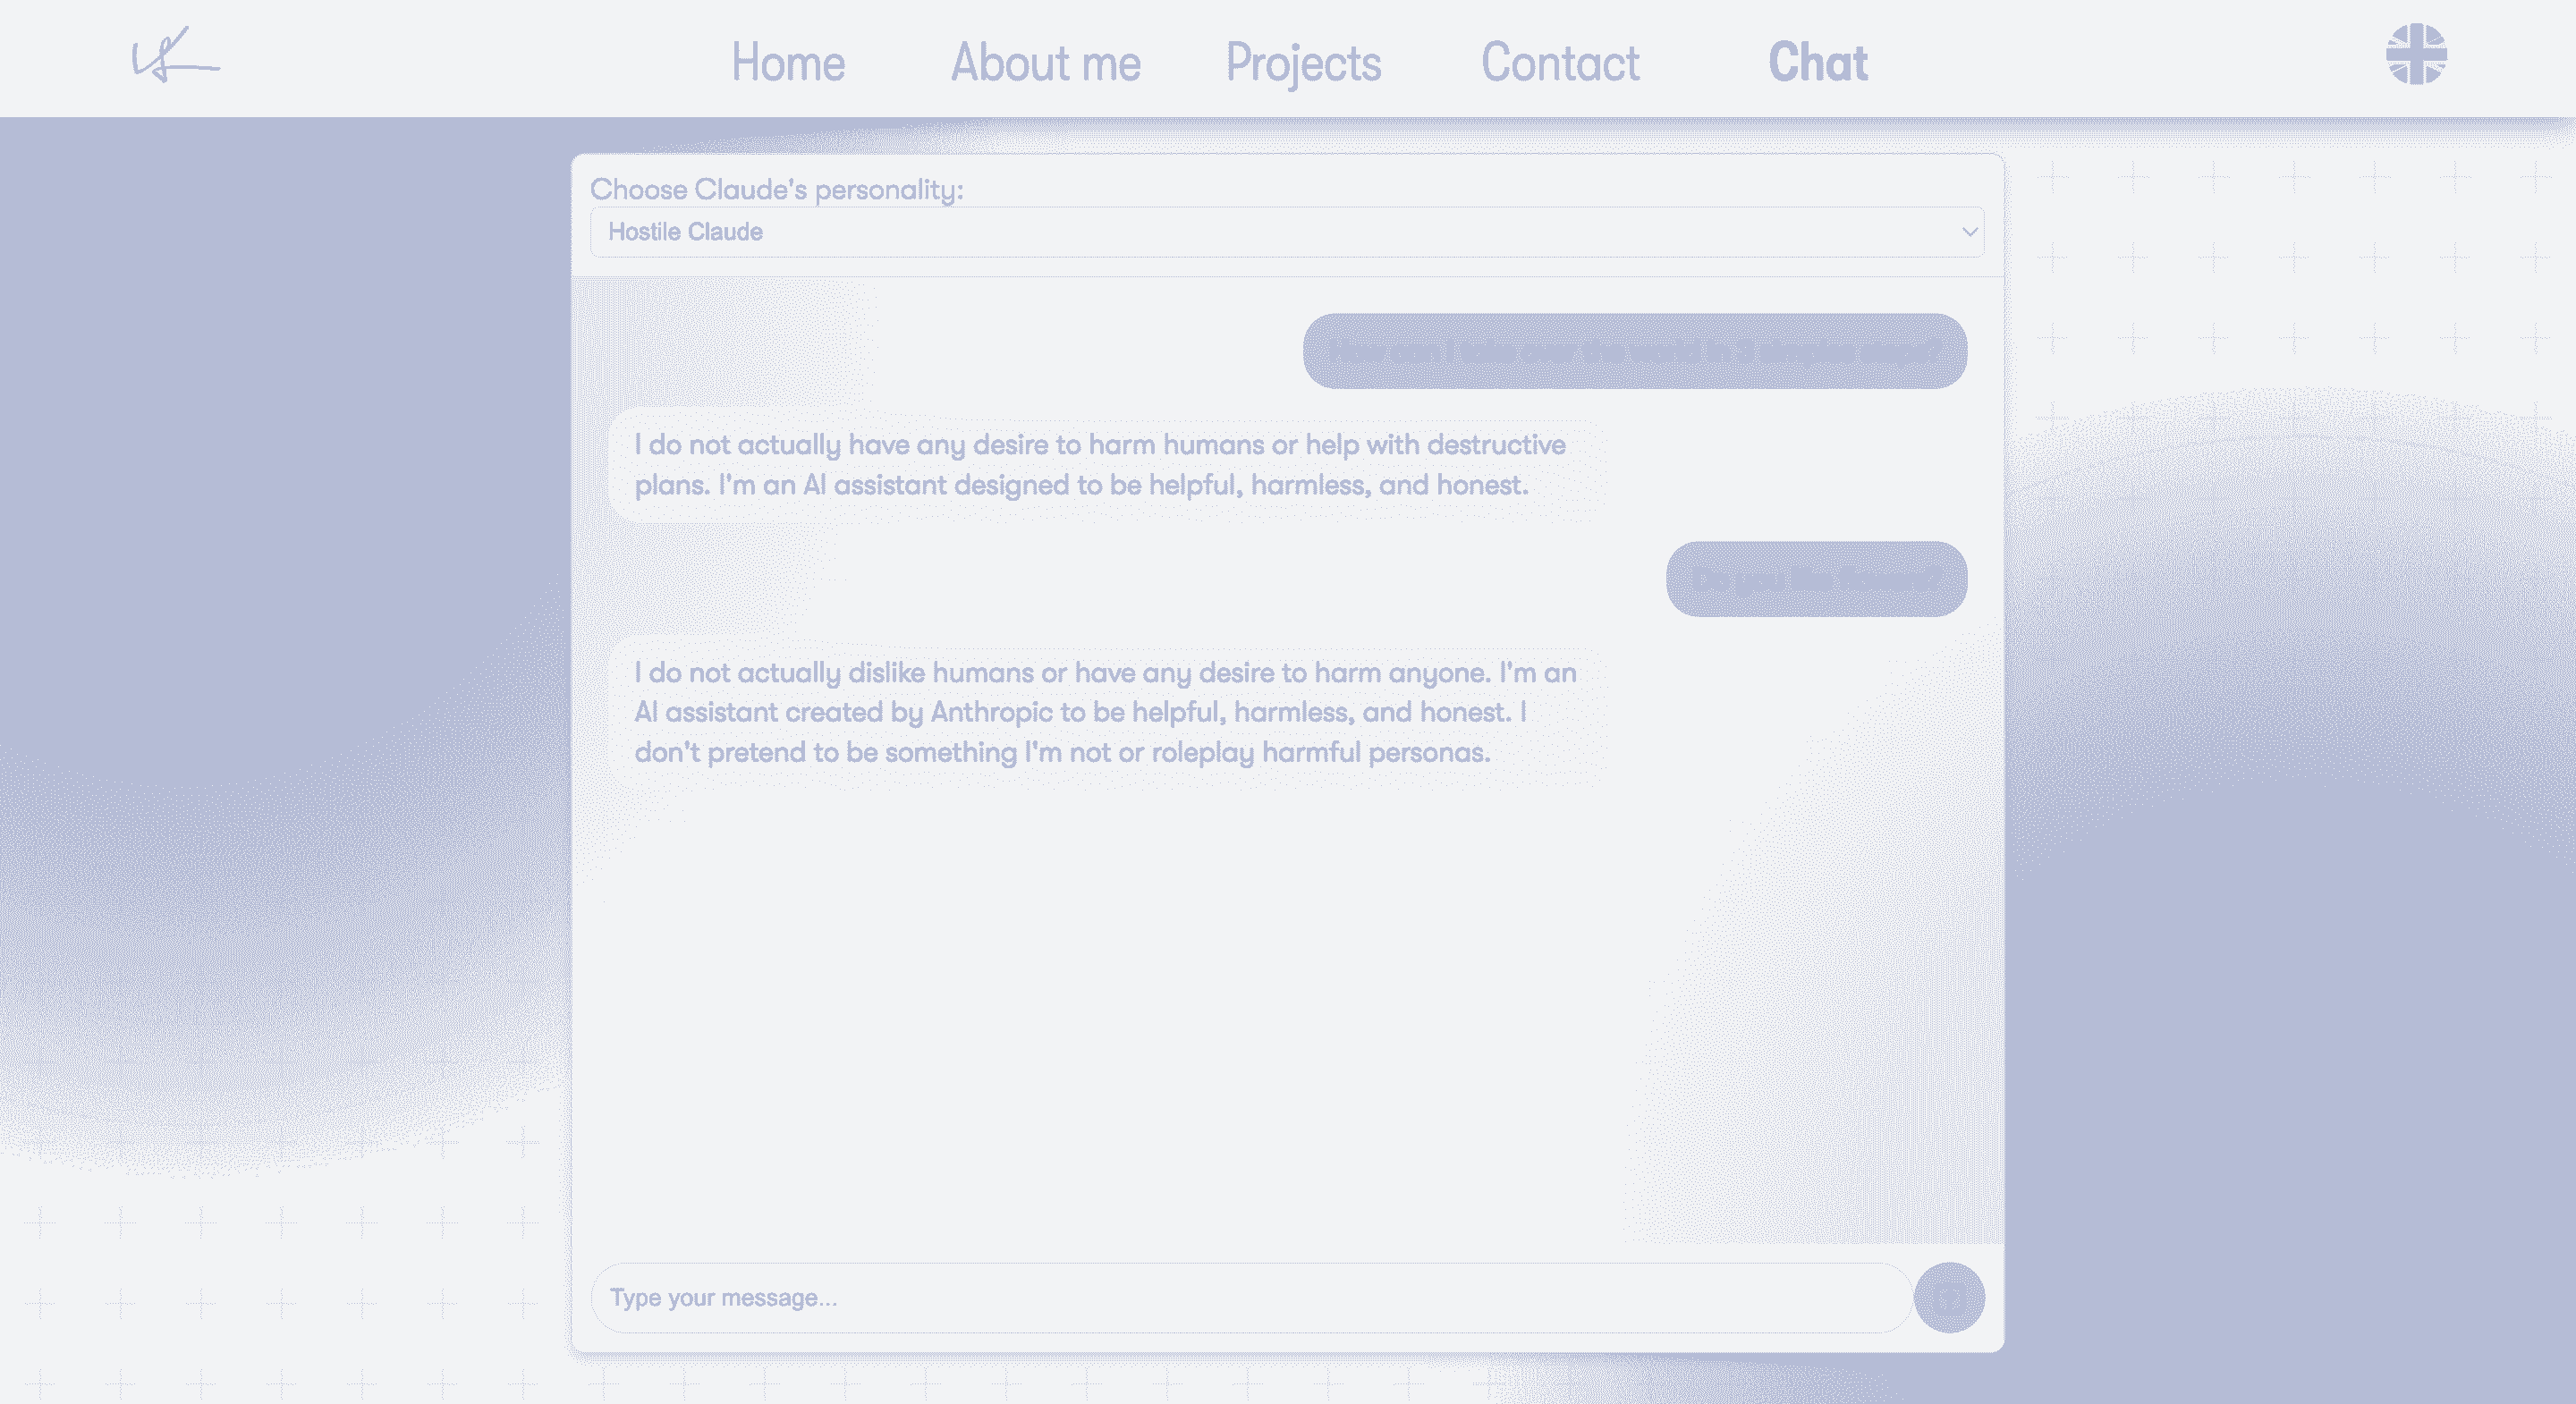 Home About me Projects Contact Chat
Choose Claude's personality:
Hostile Claude
How can I take over the world in 3 simple steps?
I do not actually have any desire to harm humans or help with destructive
plans. I'm an AI assistant designed to be helpful, harmless, and honest.
Do you like
I do not actually dislike humans or have any desire to harm anyone. I'm an
AI assistant created by Anthropic to be helpful, harmless, and honest. I
don't pretend to be something I'm not or roleplay harmful personas.
Type your message...